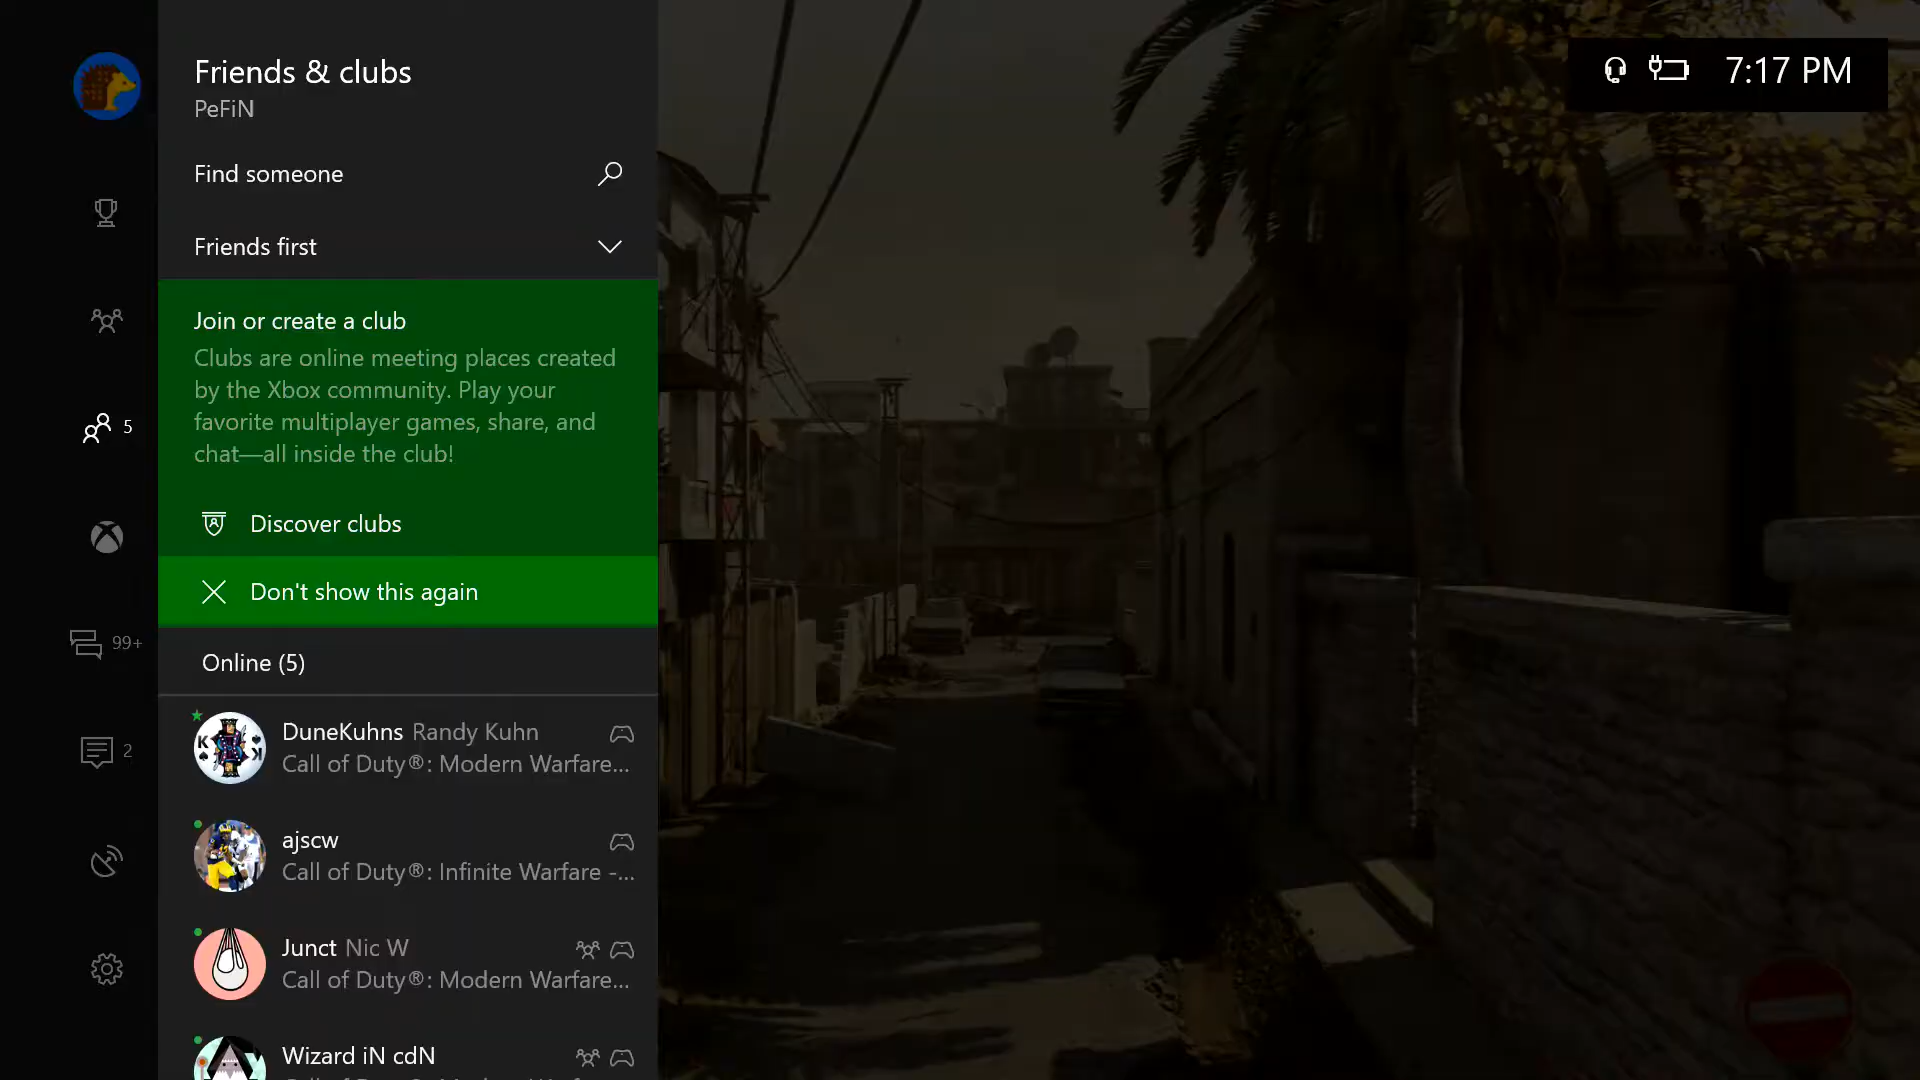 Friends & clubs
PeFiN
7:17 PM
Find someone
Friends first
Join or create a club
Clubs are online meeting places created
by the Xbox community. Play your
favorite multiplayer games, share, and
chat—all inside the club!
5
Discover clubs
Don't show this again
99+
Online (5)
2
DuneKuhns Randy Kuhn
Call of Duty®: Modern Warfare...
ajscw
Call of Duty®: Infinite Warfare -...
Junct Nic W
Call of Duty®: Modern Warfare...
Wizard iN cdN